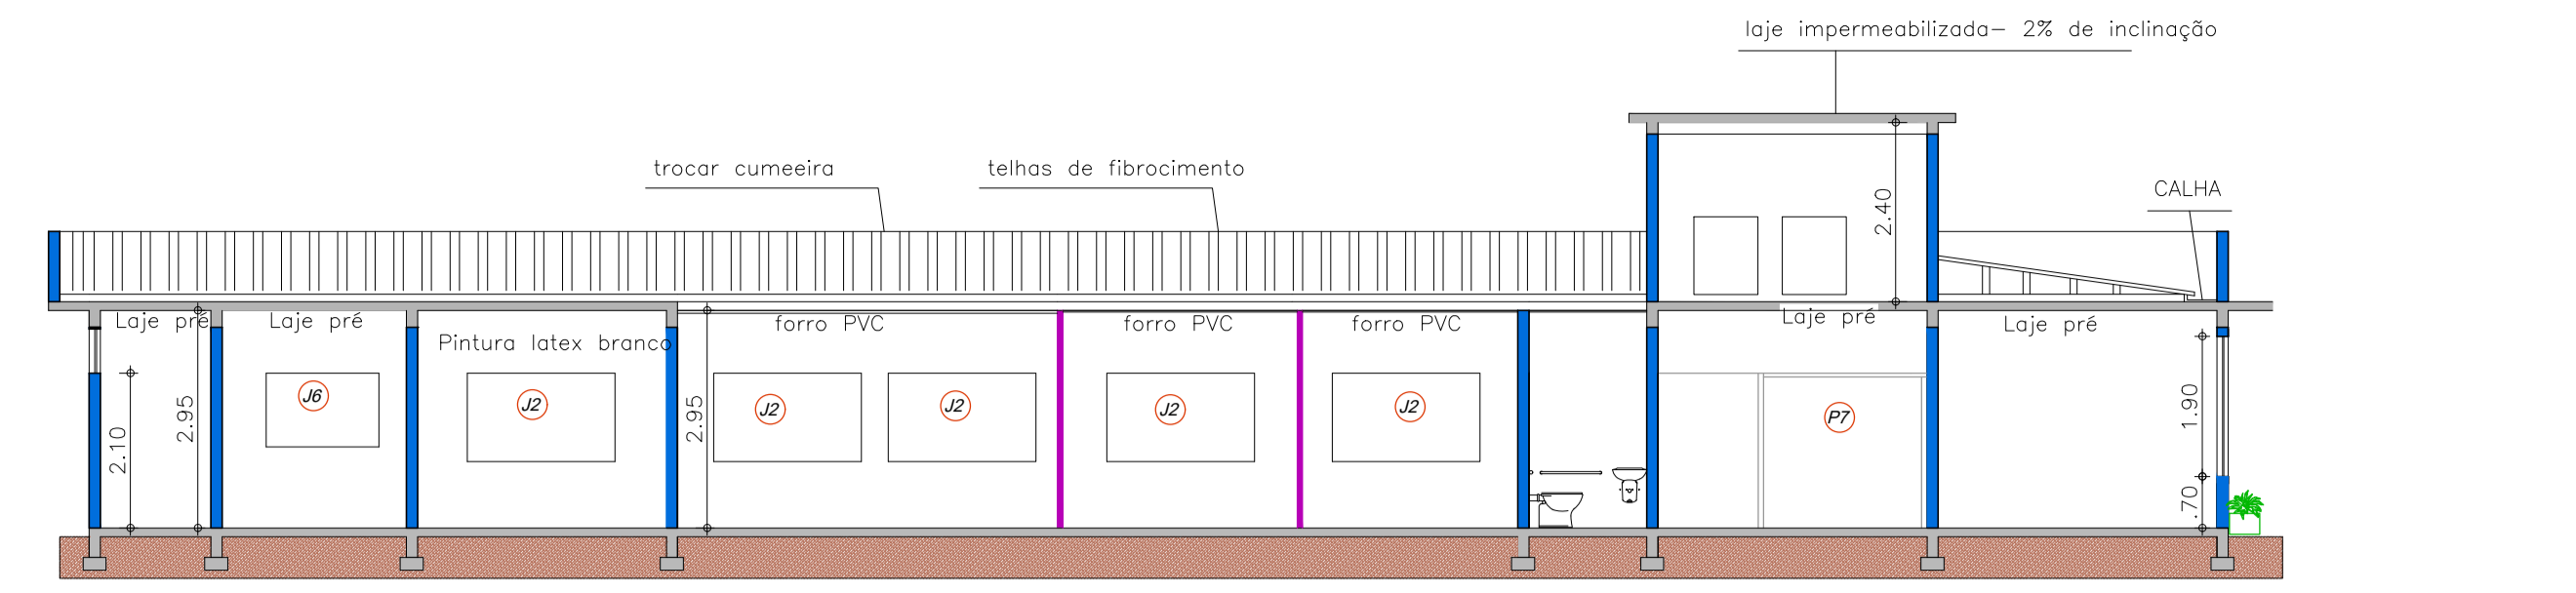 laje impermeabilizada- 2% de inclinação
trocar cumeeira
telhas de fibrocimento
CALHA
2.40
Laje pré
Laje pré
forro PVC
forro PVC
forro PVC
Laje pré
Laje pré
Pintura latex branco
J6
J2
J2
J2
J2
J2
P7
2.10
2.95
2.95
1.90
.70